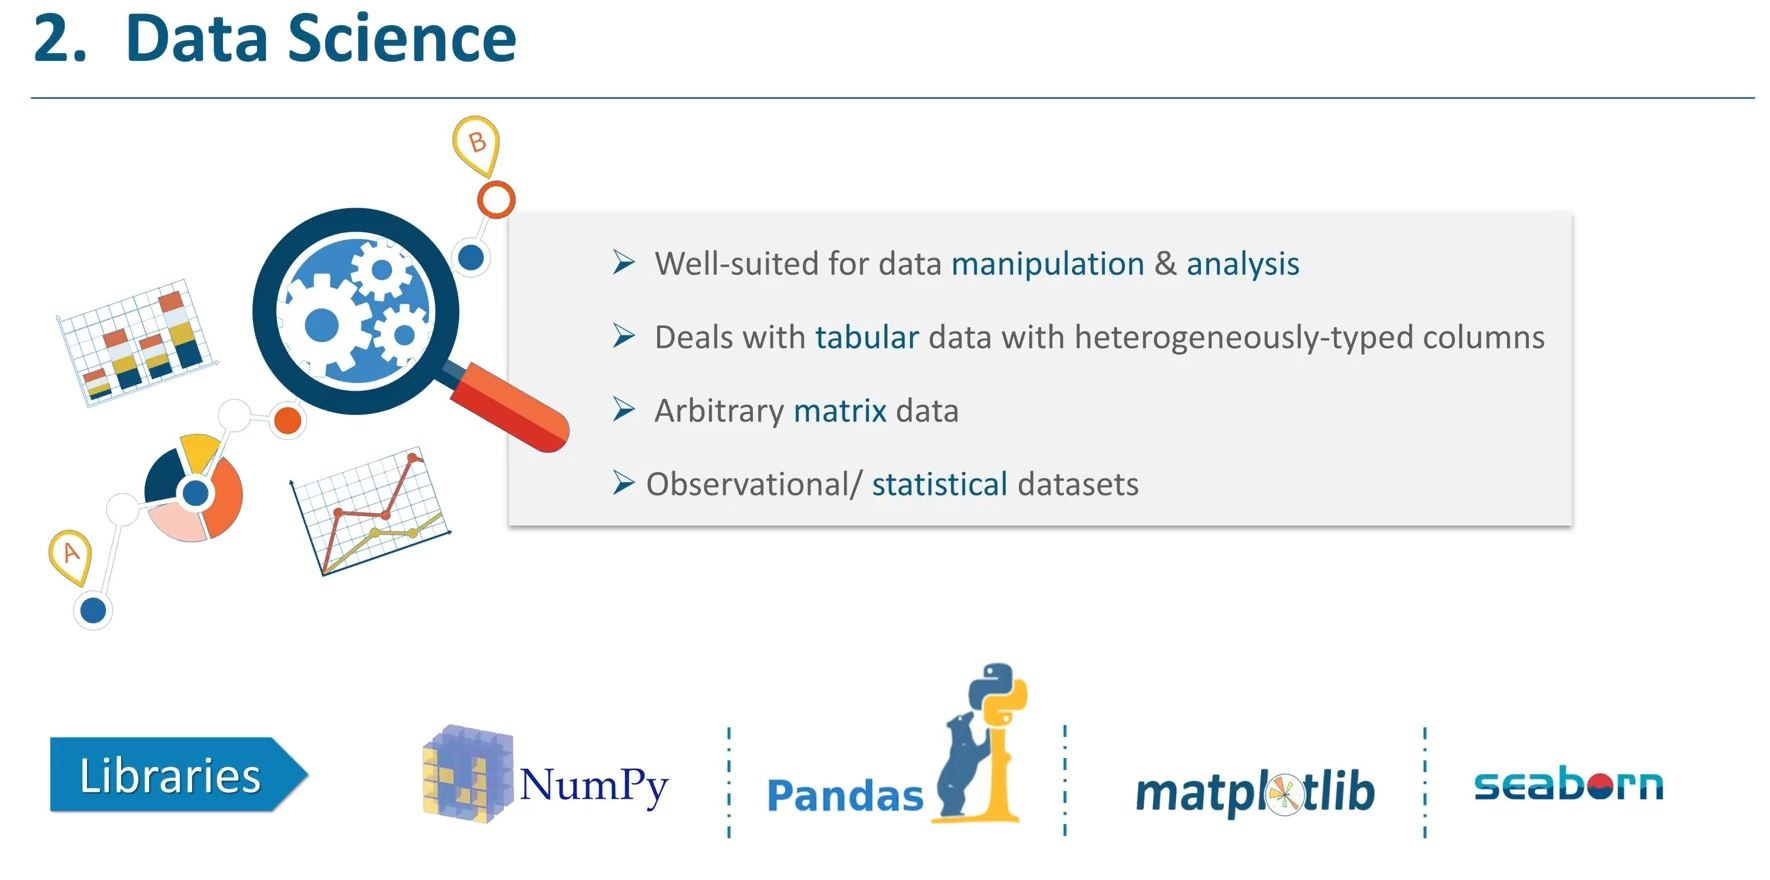 2. Data Science
B
➢ Well-suited for data manipulation & analysis
➢ Deals with tabular data with heterogeneously-typed columns
➢ Arbitrary matrix data
➢ Observational/ statistical datasets
A
Libraries
NumPy
Pandas
matplotlib
seaborn